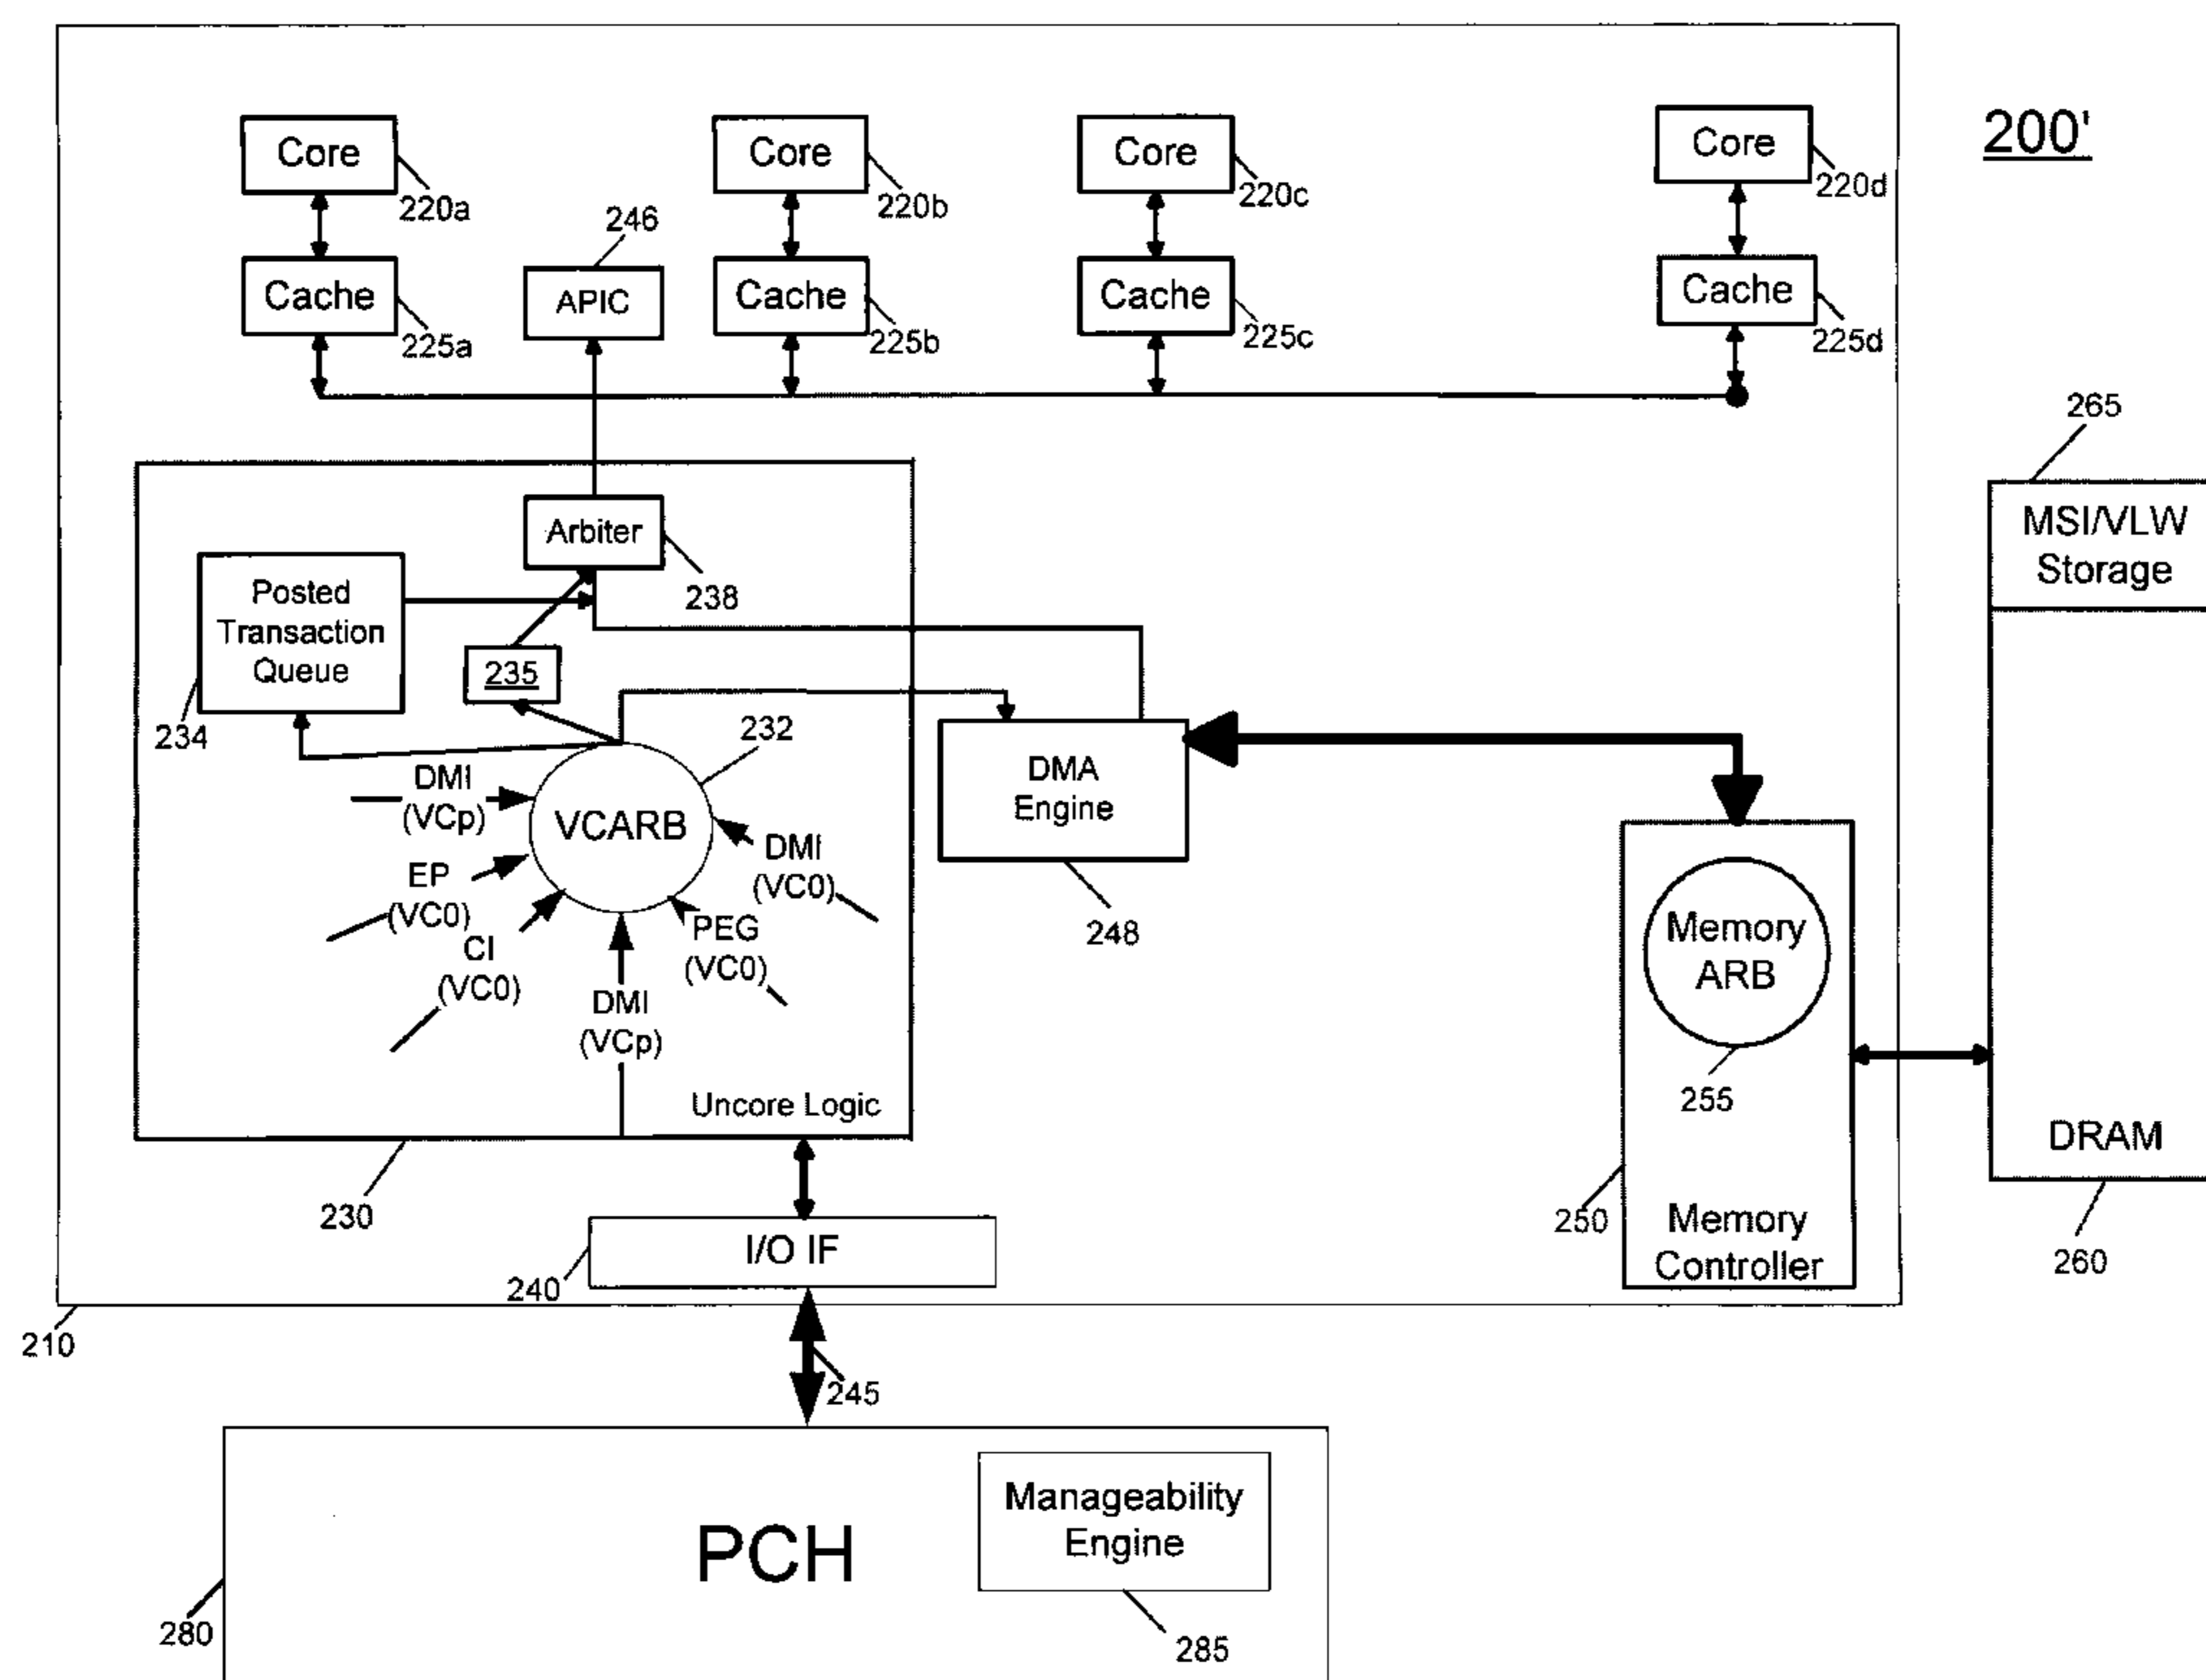 200'
Core
Core
Core
Core
220a
220b
220c
220d
246
Cache
APIC
Cache
Cache
Cache
225a
225b
225c
225d
265
MSI/VLW
Storage
Arbiter
238
Posted
Transaction
Queue
234
235
232
DMI
(VCp)
VCARB
DMI
(VC0)
EP
(VC0)
CI
(VC0)
PEG
(VC0)
DMI
(VCp)
DMA
Engine
248
Memory
ARB
255
Uncore Logic
230
DRAM
260
250
Memory
Controller
I/O IF
240
210
245
PCH
Manageability
Engine
280
285